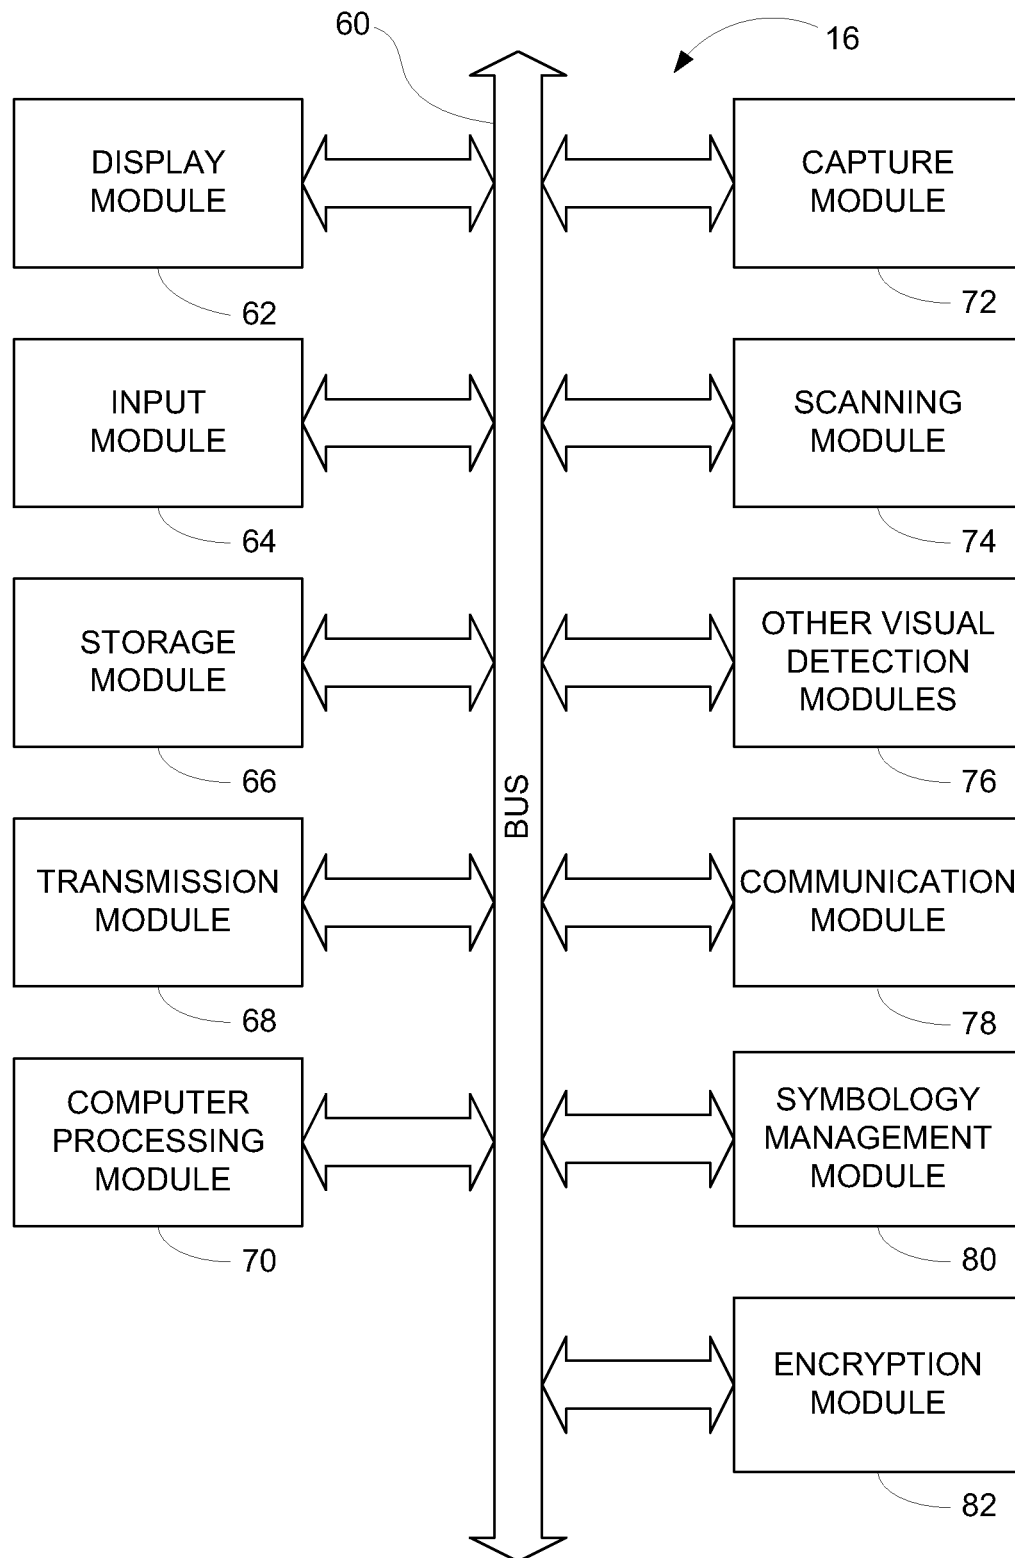 60
16
DISPLAY
MODULE
62
CAPTURE
MODULE
72
INPUT
MODULE
64
SCANNING
MODULE
74
STORAGE
MODULE
66
OTHER VISUAL
DETECTION
MODULES
76
BUS
TRANSMISSION
MODULE
68
COMMUNICATION
MODULE
78
COMPUTER
PROCESSING
MODULE
70
SYMBOLOGY
MANAGEMENT
MODULE
80
ENCRYPTION
MODULE
82